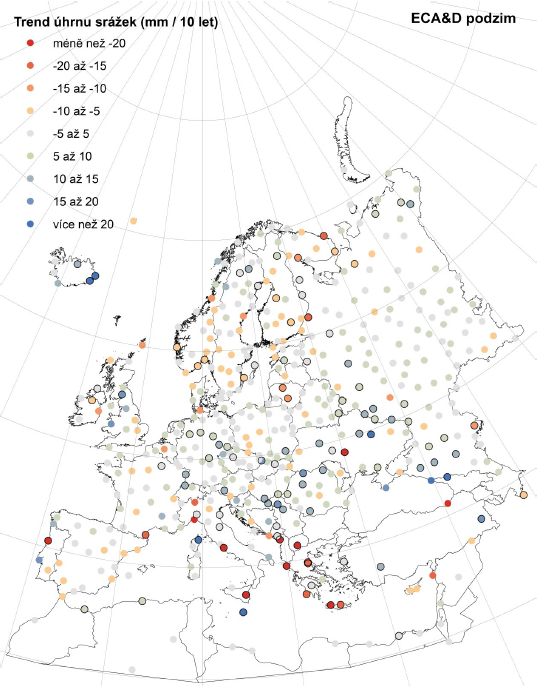 Trend úhrnu srážek (mm / 10 let)
ECA&D podzim
méně než -20
-20 až -15
-15 až -10
-10 až -5
-5 až 5
5 až 10
10 až 15
15 až 20
více než 20